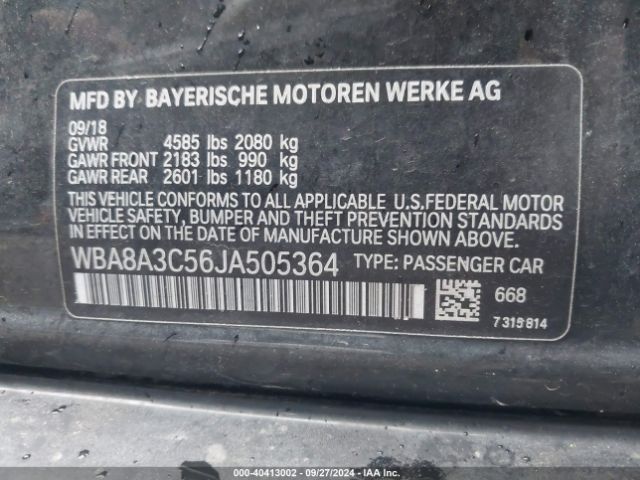 MFD BY BAYERISCHE MOTOREN WERKE AG
09/18
GVWR 4585 lbs 2080 kg
GAWR FRONT 2183 lbs 990 kg
GAWR REAR 2601 lbs 1180 kg
THIS VEHICLE CONFORMS TO ALL APPLICABLE U.S.FEDERAL MOTOR
VEHICLE SAFETY, BUMPER AND THEFT PREVENTION STANDARDS
IN EFFECT ON THE DATE OF MANUFACTURE SHOWN ABOVE.
WBA8A3C56JA505364 TYPE: PASSENGER CAR
668
7 315 814
000-40413002 - 09/27/2024 - IAA Inc.